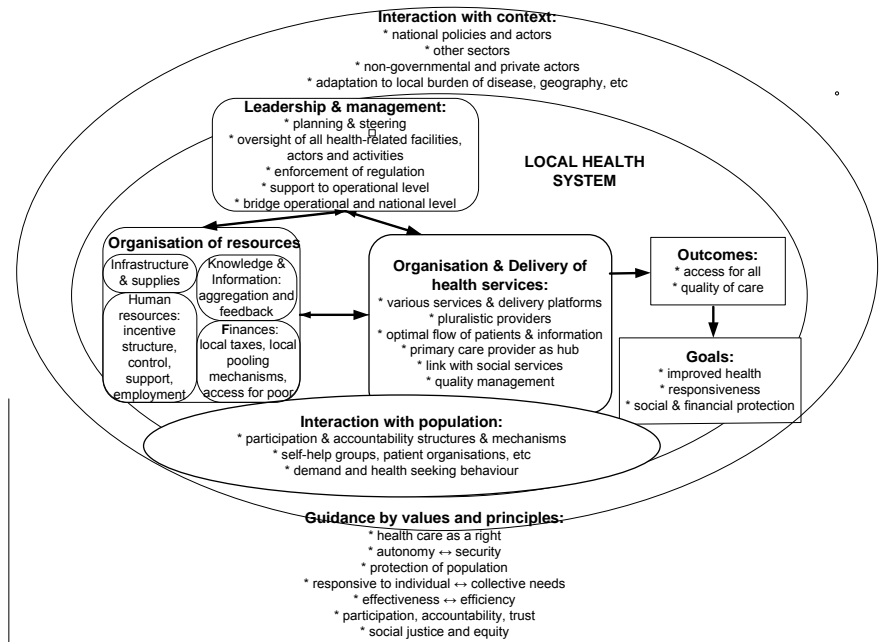 Interaction with context:
* national policies and actors
* other sectors
* non-governmental and private actors
* adaptation to local burden of disease, geography, etc
Leadership & management:
* planning & steering
* oversight of all health-related facilities,
actors and activities
* enforcement of regulation
* support to operational level
* bridge operational and national level
LOCAL HEALTH
SYSTEM
Organisation of resources
Infrastructure
& supplies
Knowledge &
Information:
aggregation and
feedback
Human
resources:
incentive
structure,
control,
support,
employment
Finances:
local taxes, local
pooling
mechanisms,
access for poor
Organisation & Delivery of
health services:
* various services & delivery platforms
* pluralistic providers
* optimal flow of patients & information
* primary care provider as hub
* link with social services
* quality management
Outcomes:
* access for all
* quality of care
Goals:
* improved health
* responsiveness
* social & financial protection
Interaction with population:
* participation & accountability structures & mechanisms
* self-help groups, patient organisations, etc
* demand and health seeking behaviour
Guidance by values and principles:
* health care as a right
* autonomy ↔ security
* protection of population
* responsive to individual ↔ collective needs
* effectiveness ↔ efficiency
* participation, accountability, trust
* social justice and equity